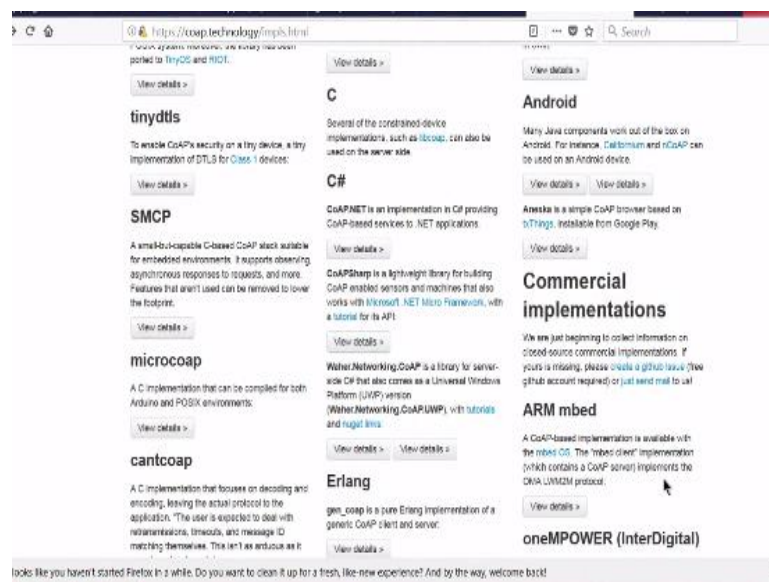 https://coap.technology/impls.html
Search
ported to TinyOS and RIOT.
View details »
tinydtls
To enable CoAP's security on a tiny device, a tiny
implementation of DTLS for Class 1 devices:
View details »
SMCP
A small-but-capable C-based CoAP stack suitable
for embedded environments. It supports observing,
asynchronous responses to requests, and more.
Features that aren't used can be removed to lower
the footprint.
View details »
microcoap
A C implementation that can be compiled for both
Arduino and POSIX environments:
View details »
cantcoap
A C implementation that focuses on decoding and
encoding, leaving the actual protocol to the
application. "The user is expected to deal with
retransmissions, timeouts, and message ID
matching themselves. This isn't as arduous as it
View details »
C
Several of the constrained-device
implementations, such as libcoap, can also be
used on the server side.
C#
CoAP.NET is an implementation in C# providing
CoAP-based services to .NET applications.
View details »
CoAPSharp is a lightweight library for building
CoAP enabled sensors and machines that also
works with Microsoft .NET Micro Framework, with
a tutorial for its API.
View details »
Waher.Networking.CoAP is a library for server-
side C# that also comes as a Universal Windows
Platform (UWP) version
(Waher.Networking.CoAP.UWP), with tutorials
and nuget links.
View details » View details »
Erlang
gen_coap is a pure Erlang implementation of a
generic CoAP client and server:
View details »
View details »
Android
Many Java components work out of the box on
Android. For instance, Californium and nCoAP can
be used on an Android device.
View details » View details »
Aneska is a simple CoAP browser based on
txThings, installable from Google Play.
View details »
Commercial
implementations
We are just beginning to collect information on
closed-source commercial implementations. If
yours is missing, please create a github issue (free
github account required) or just send mail to us!
ARM mbed
A CoAP-based implementation is available with
the mbed OS. The "mbed client" implementation
(which contains a CoAP server) implements the
OMA LWM2M protocol:
View details »
oneMPOWER (InterDigital)
looks like you haven't started Firefox in a while. Do you want to clean it up for a fresh, like-new experience? And by the way, welcome back!